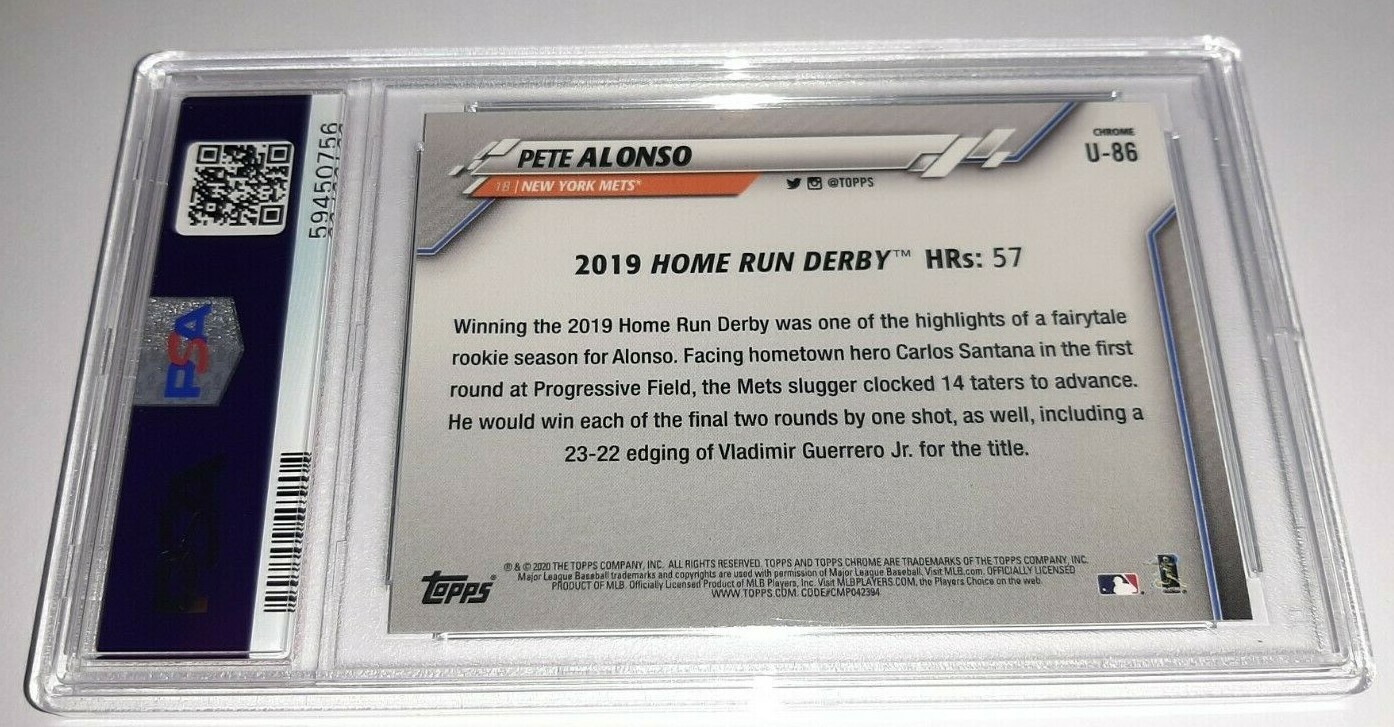 59450756
PSA
PSA
PETE ALONSO
1B | NEW YORK METS®
@TOPPS
CHROME
U-86
2019 HOME RUN DERBY™ HRs: 57
Winning the 2019 Home Run Derby was one of the highlights of a fairytale
rookie season for Alonso. Facing hometown hero Carlos Santana in the first
round at Progressive Field, the Mets slugger clocked 14 taters to advance.
He would win each of the final two rounds by one shot, as well, including a
23-22 edging of Vladimir Guerrero Jr. for the title.
Topps®
® & © 2020 THE TOPPS COMPANY, INC. ALL RIGHTS RESERVED. TOPPS AND TOPPS CHROME ARE TRADEMARKS OF THE TOPPS COMPANY, INC.
Major League Baseball trademarks and copyrights are used with permission of Major League Baseball. Visit MLB.com. OFFICIALLY LICENSED
PRODUCT OF MLB. Officially Licensed Product of MLB Players, Inc. Visit MLBPLAYERS.COM, the Players Choice on the web.
WWW.TOPPS.COM. CODE#CMP042394